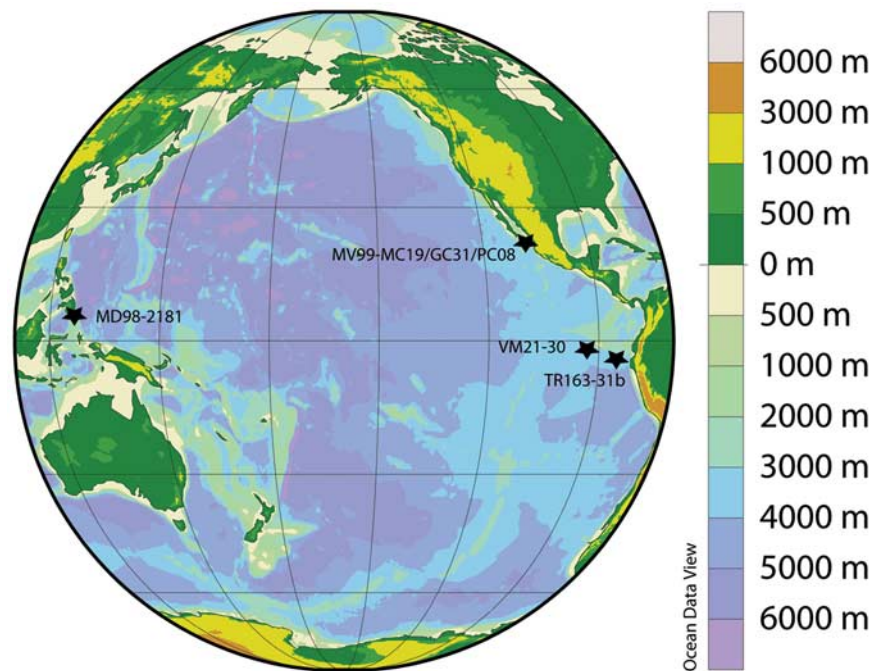 MV99-MC19/GC31/PC08
MD98-2181
VM21-30
TR163-31b
6000 m
3000 m
1000 m
500 m
0 m
500 m
1000 m
2000 m
3000 m
4000 m
5000 m
6000 m
Ocean Data View